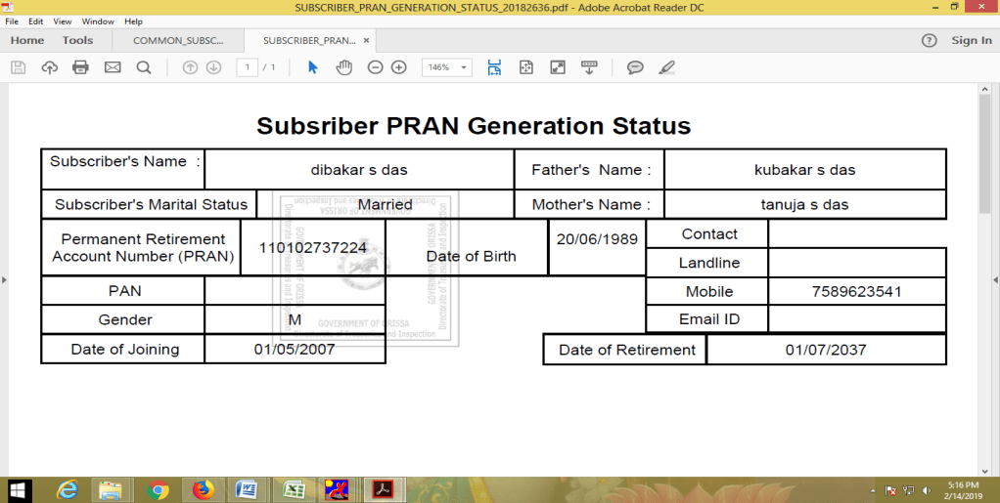 SUBSCRIBER_PRAN_GENERATION_STATUS_20182636.pdf - Adobe Acrobat Reader DC
File Edit View Window Help
Home Tools COMMON_SUBSC... SUBSCRIBER_PRAN... × Sign In
1 / 1 146%
Subsriber PRAN Generation Status
Subscriber's Name : dibakar s das Father's Name : kubakar s das
Subscriber's Marital Status Married Mother's Name : tanuja s das
Permanent Retirement Account Number (PRAN) 110102737224 Date of Birth 20/06/1989 Contact
Landline
PAN Mobile 7589623541
Gender M Email ID
Date of Joining 01/05/2007 Date of Retirement 01/07/2037
GOVERNMENT OF ORISSA
Directorate of Treasuries and Inspection
5:16 PM
2/14/2019